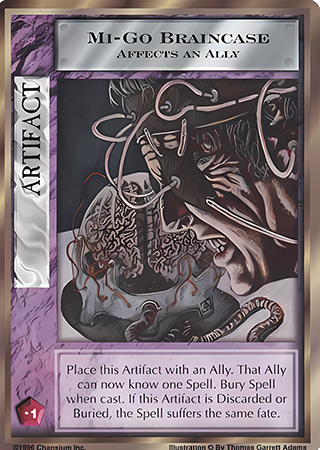 Mi-Go Braincase
Affects an Ally
ARTIFACT
Place this Artifact with an Ally. That Ally
can now know one Spell. Bury Spell
when cast. If this Artifact is Discarded or
Buried, the Spell suffers the same fate.
-1
©1996 Chaosium Inc.
Illustration © By Thomas Garrett Adams